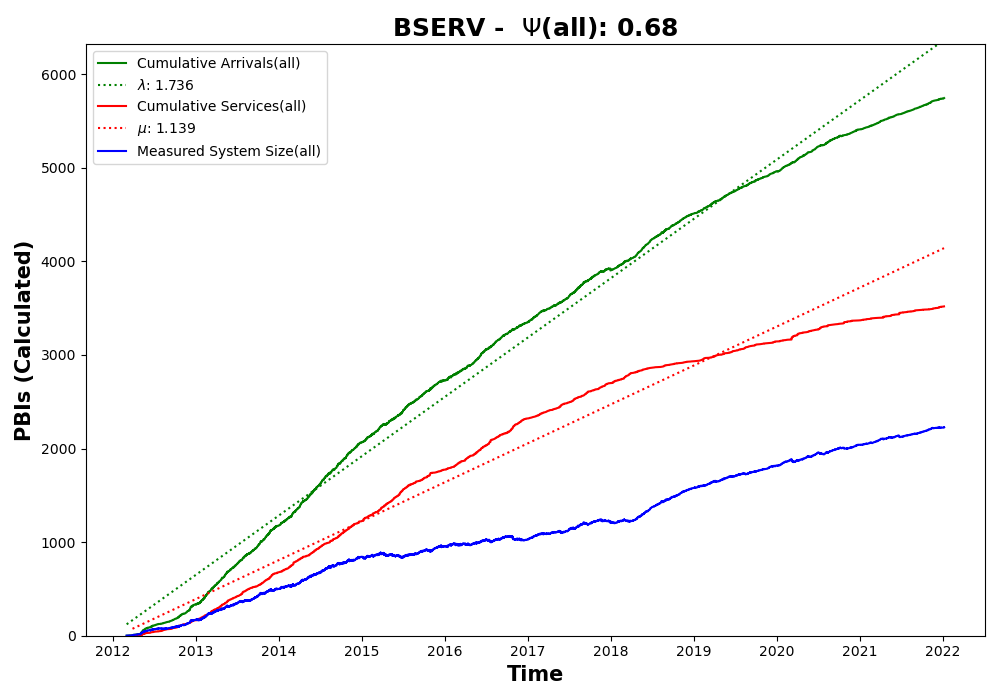 BSERV - Ψ(all): 0.68
Cumulative Arrivals(all)
λ: 1.736
Cumulative Services(all)
μ: 1.139
Measured System Size(all)
PBIs (Calculated)
6000
5000
4000
3000
2000
1000
0
2012 2013 2014 2015 2016 2017 2018 2019 2020 2021 2022
Time